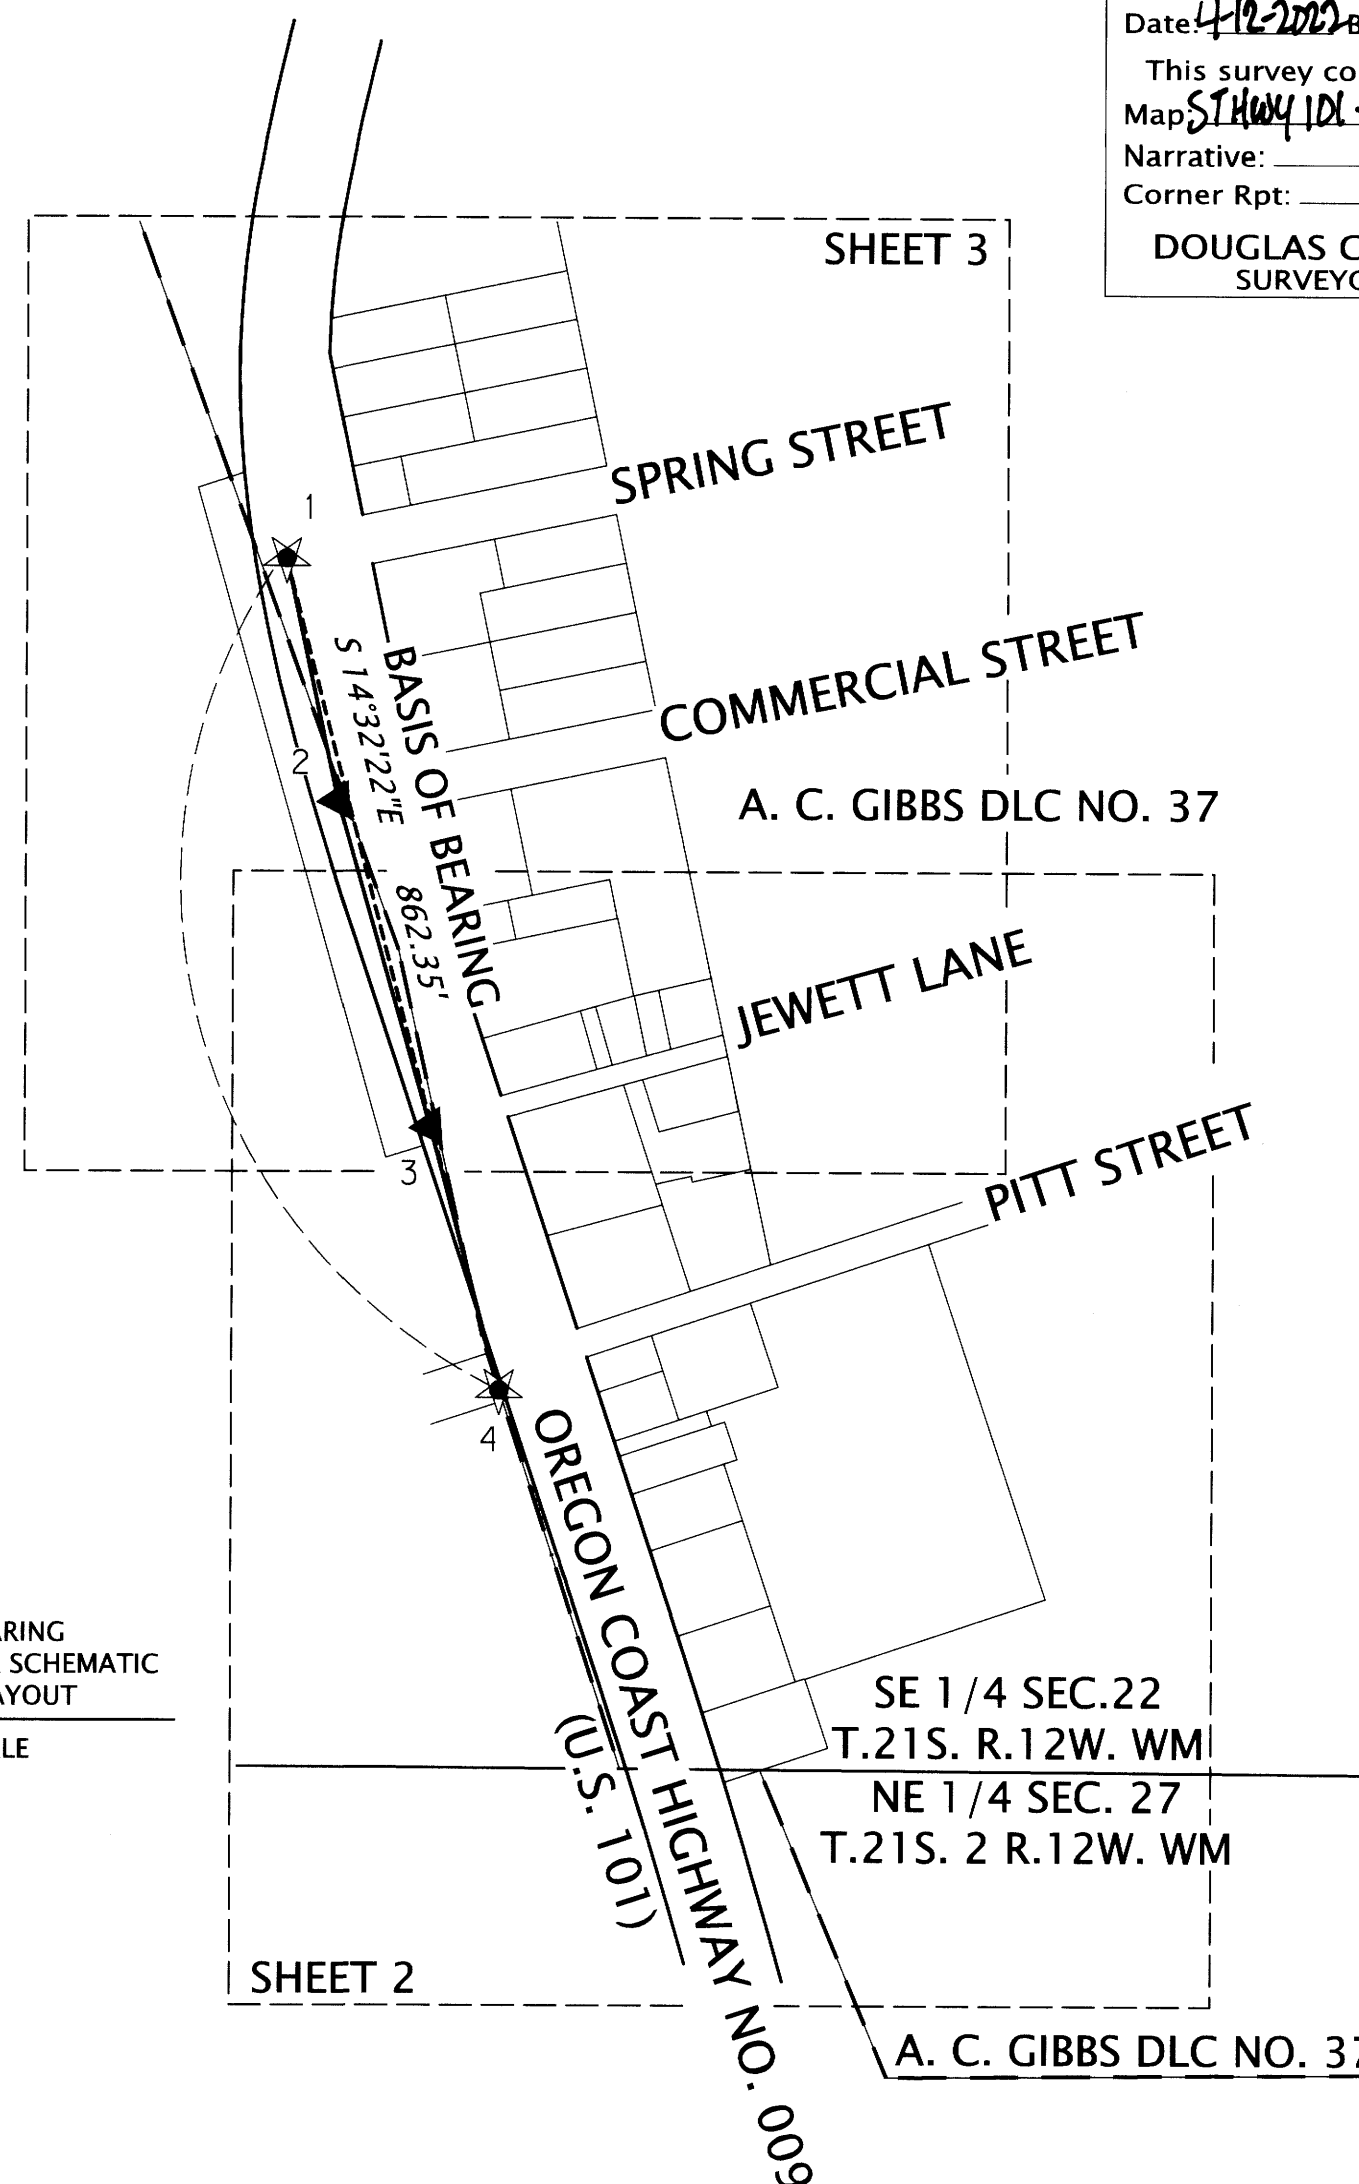 Date: 4-12-2022 B
This survey co
Map: ST HWY 101
Narrative:
Corner Rpt:
DOUGLAS C
SURVEYO
SHEET 3
SPRING STREET
1
BASIS OF BEARING
S 14°32'22"E 862.35'
COMMERCIAL STREET
2
A. C. GIBBS DLC NO. 37
JEWETT LANE
3
PITT STREET
4
OREGON COAST HIGHWAY NO. 009
(U.S. 101)
RING
SCHEMATIC
AYOUT
LE
SE 1/4 SEC.22
T.21S. R.12W. WM
NE 1/4 SEC. 27
T.21S. 2 R.12W. WM
SHEET 2
A. C. GIBBS DLC NO. 37